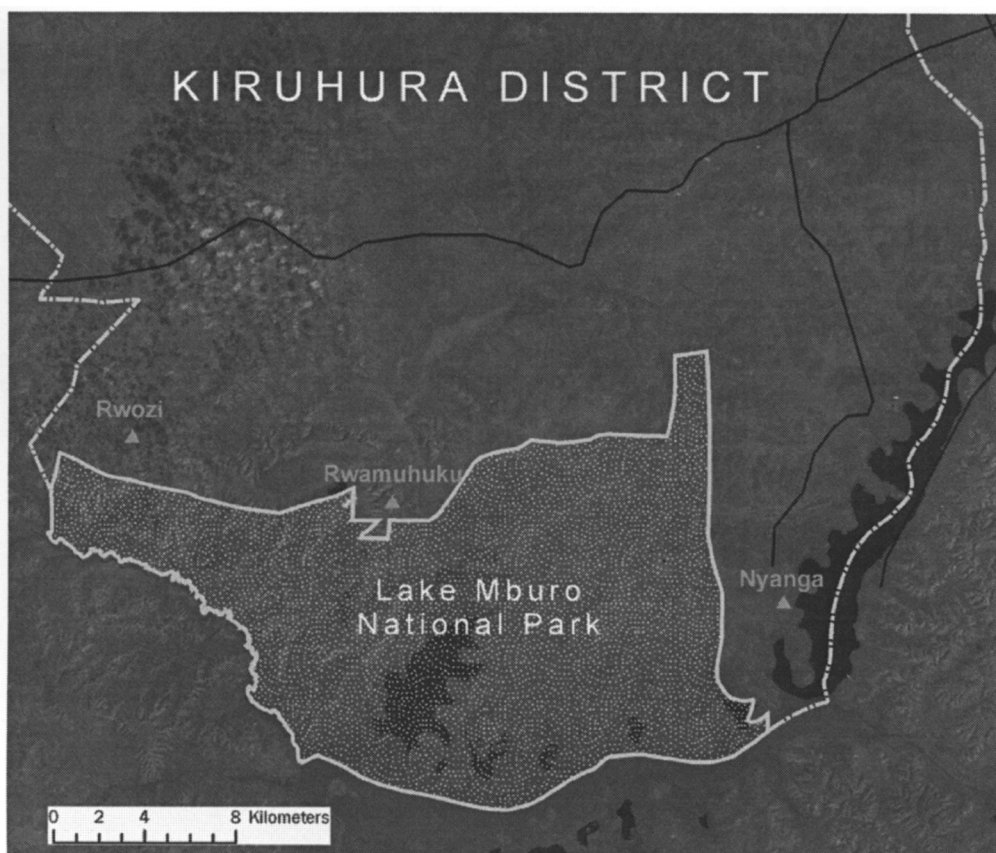 KIRUHURA DISTRICT
Rwozi
Rwamuhuku
Lake Mburo
National Park
Nyanga
0 2 4 8 Kilometers